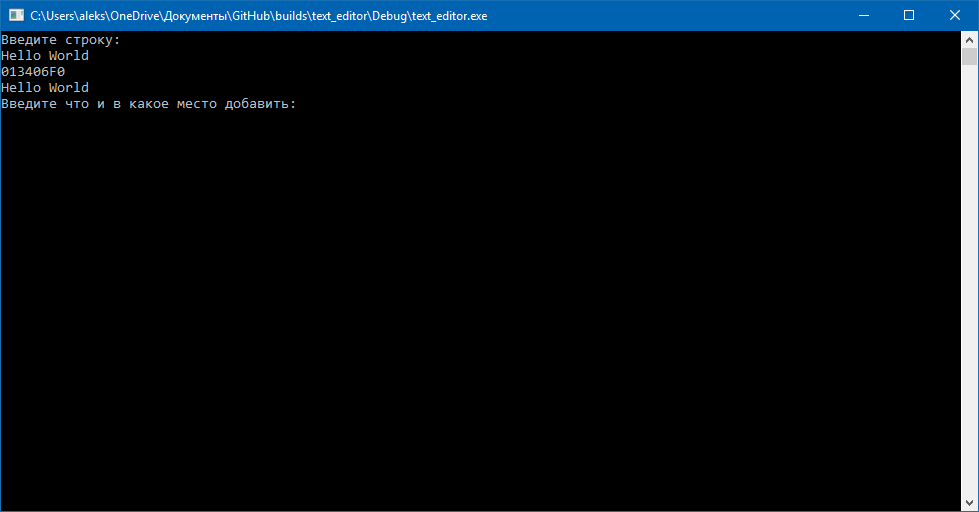 C:\Users\aleks\OneDrive\Документы\GitHub\builds\text_editor\Debug\text_editor.exe
Введите строку:
Hello World
013406F0
Hello World
Введите что и в какое место добавить: